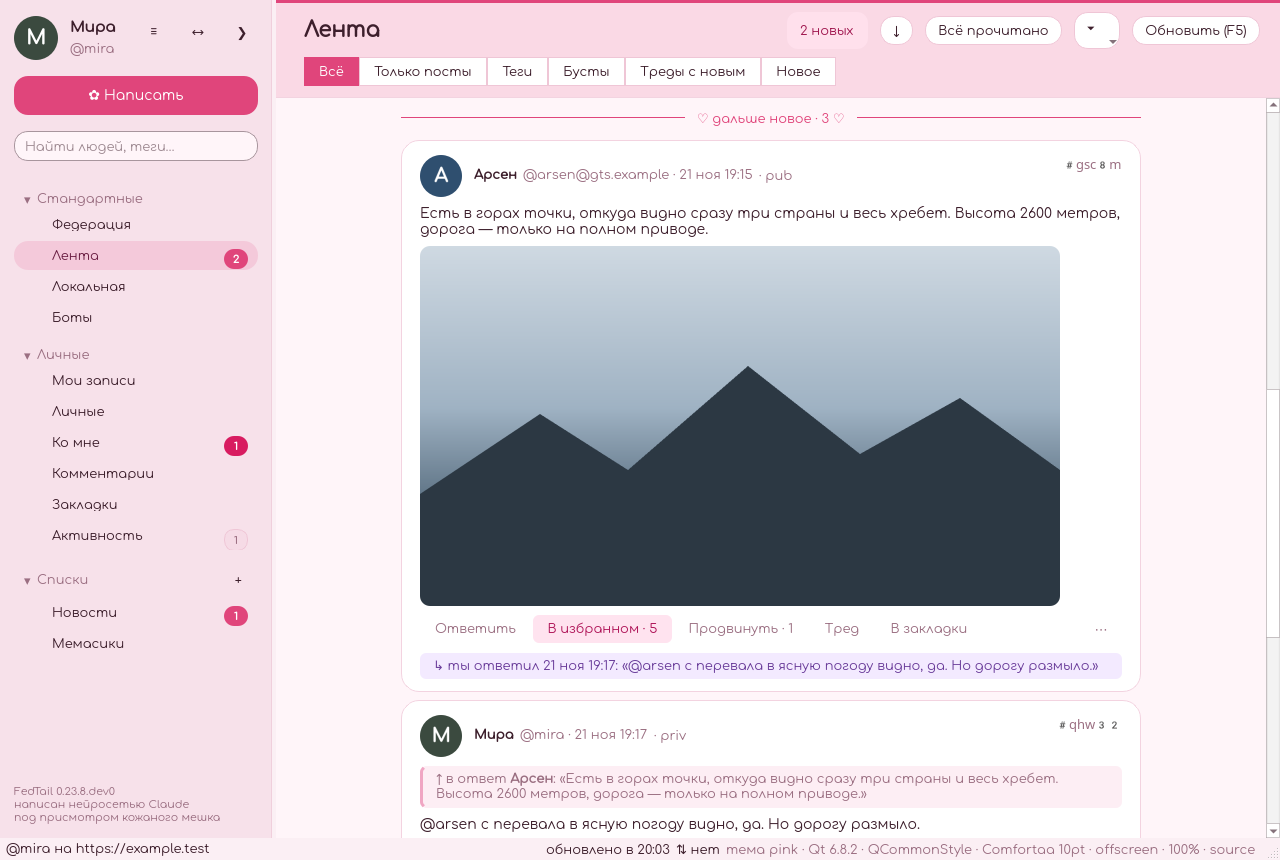 М
Мира
@mira
≡
↔
❯
✿ Написать
Найти людей, теги…
▾ Стандартные
Федерация
Лента
2
Локальная
Боты
▾ Личные
Мои записи
Личные
Ко мне
1
Комментарии
Закладки
Активность
1
▾ Списки
+
Новости
1
Мемасики
FedTail 0.23.8.dev0
написан нейросетью Claude
под присмотром кожаного мешка
Лента
2 новых
↓
Всё прочитано
Обновить (F5)
Всё
Только посты
Теги
Бусты
Треды с новым
Новое
♡ дальше новое · 3 ♡
А
Арсен @arsen@gts.example · 21 ноя 19:15 · pub
#gsc8m
Есть в горах точки, откуда видно сразу три страны и весь хребет. Высота 2600 метров,
дорога — только на полном приводе.
Ответить
В избранном · 5
Продвинуть · 1
Тред
В закладки
⋯
↳ ты ответил 21 ноя 19:17: «@arsen с перевала в ясную погоду видно, да. Но дорогу размыло.»
М
Мира @mira · 21 ноя 19:17 · priv
#qhw32
↑ в ответ Арсен: «Есть в горах точки, откуда видно сразу три страны и весь хребет.
Высота 2600 метров, дорога — только на полном приводе.»
@arsen с перевала в ясную погоду видно, да. Но дорогу размыло.
@mira на https://example.test
обновлено в 20:03 ⇅ нет тема pink · Qt 6.8.2 · QCommonStyle · Comfortaa 10pt · offscreen · 100% · source